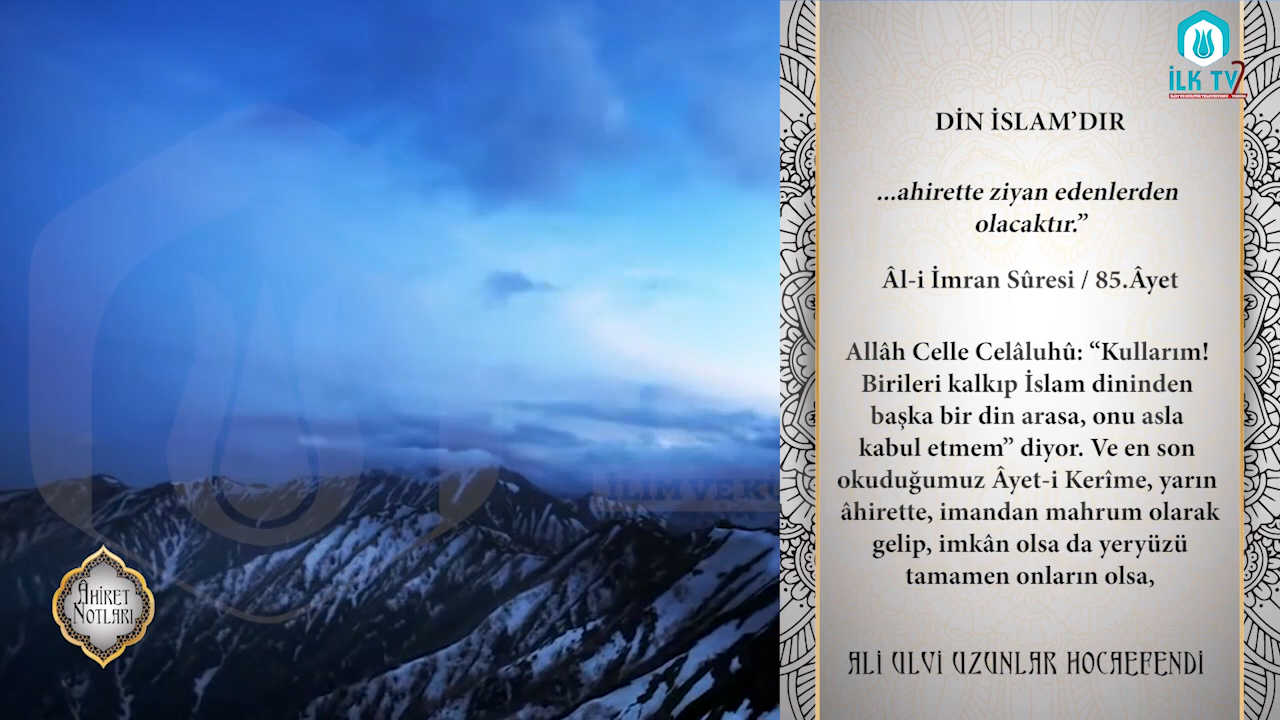 İLK TV2
DİN İSLAM’DIR
...ahirette ziyan edenlerden
olacaktır.”
Âl-i İmran Sûresi / 85.Âyet
Allâh Celle Celâluhû: “Kullarım!
Birileri kalkıp İslam dininden
başka bir din arasa, onu asla
kabul etmem” diyor. Ve en son
okuduğumuz Âyet-i Kerîme, yarın
âhirette, imandan mahrum olarak
gelip, imkân olsa da yeryüzü
tamamen onların olsa,
ALİ ULVİ UZUNLAR HOCAEFENDİ
AHİRET
NOTLARI
İLİM VE KÜ